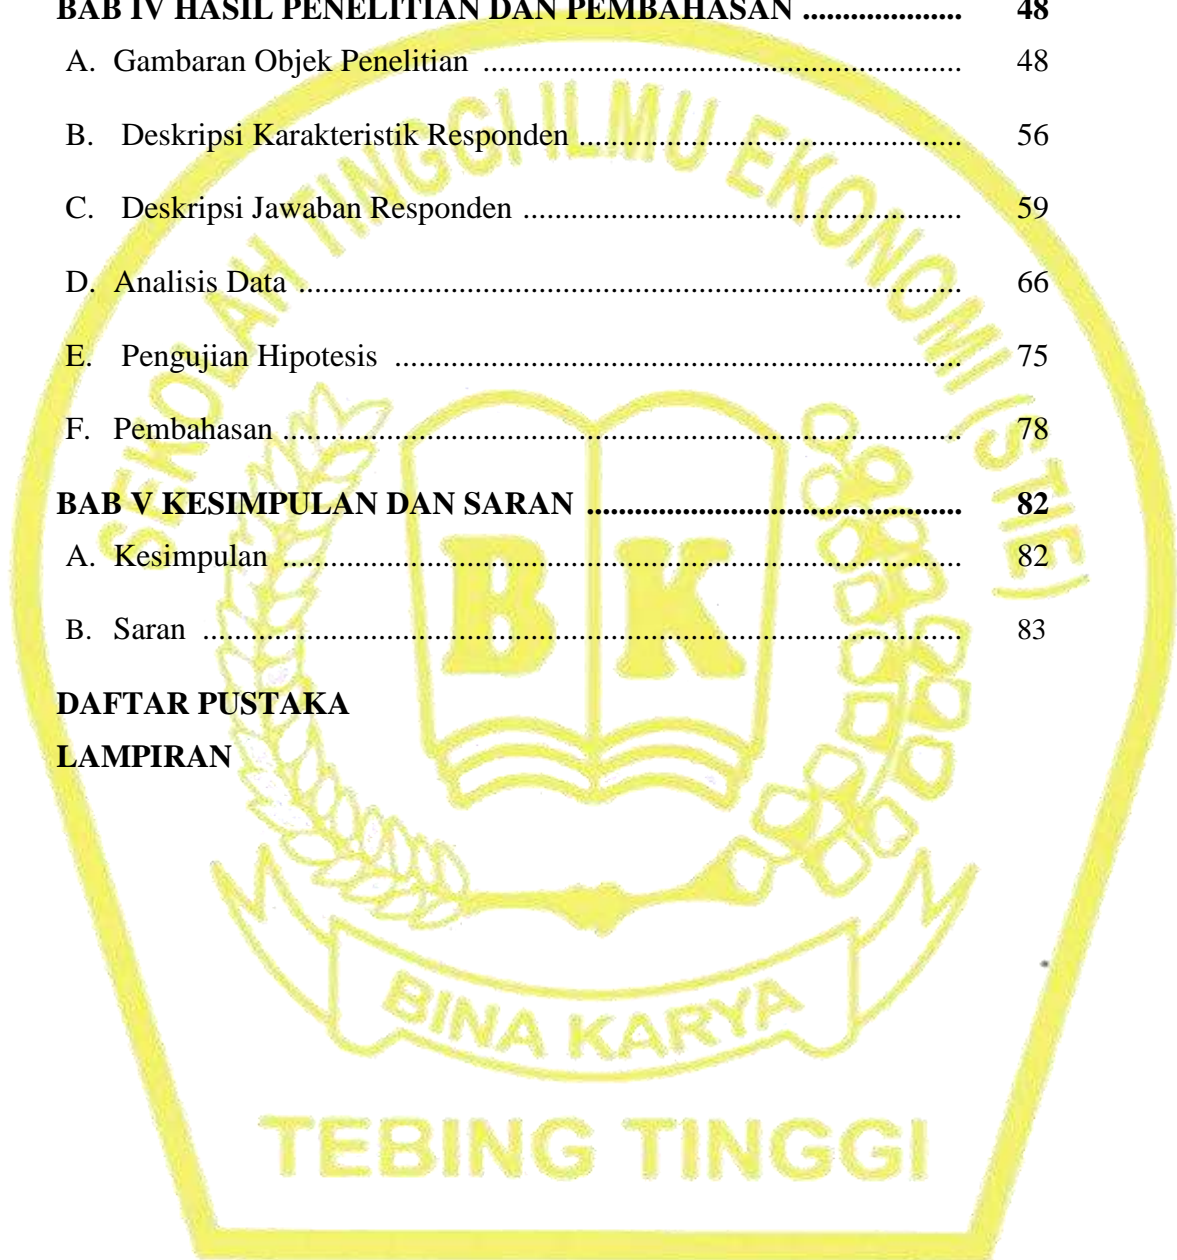 BAB IV HASIL PENELITIAN DAN PEMBAHASAN .................... 48
A. Gambaran Objek Penelitian ............................................................ 48
B. Deskripsi Karakteristik Responden ................................................ 56
C. Deskripsi Jawaban Responden ....................................................... 59
D. Analisis Data ................................................................................... 66
E. Pengujian Hipotesis ....................................................................... 75
F. Pembahasan ..................................................................................... 78
BAB V KESIMPULAN DAN SARAN ............................................... 82
A. Kesimpulan ..................................................................................... 82
B. Saran ............................................................................................... 83
DAFTAR PUSTAKA
LAMPIRAN
SEKOLAH TINGGI ILMU EKONOMI (STIE)
B K
BINA KARYA
TEBING TINGGI